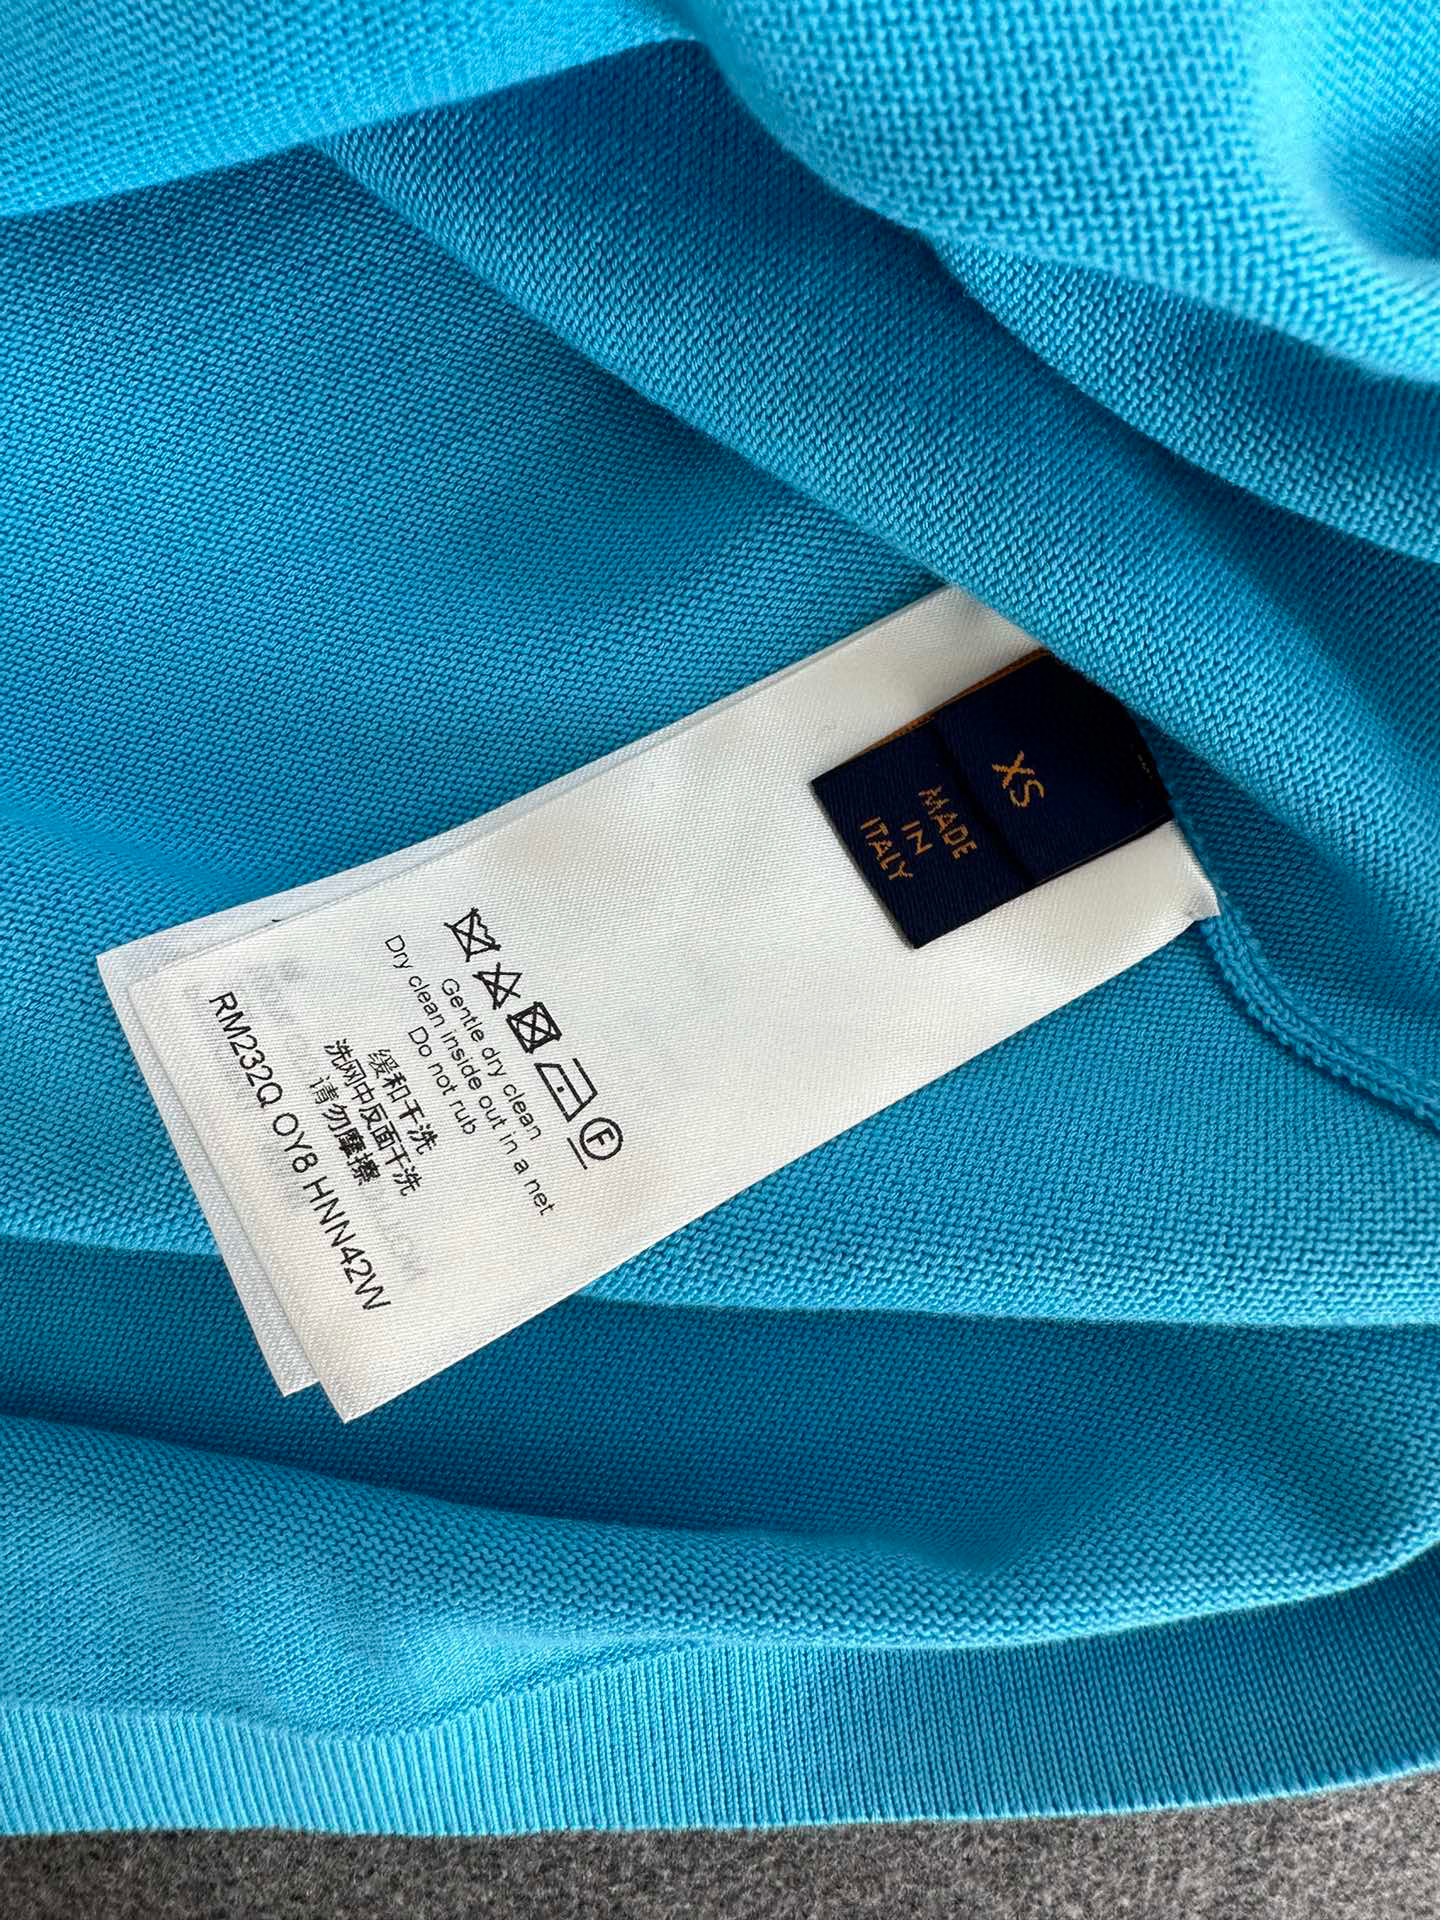 XS
MADE
IN
ITALY
Gentle dry clean
Dry clean inside out in a net
Do not rub
缓和干洗
洗网中反面干洗
请勿摩擦
RM232Q OY8 HNN42W